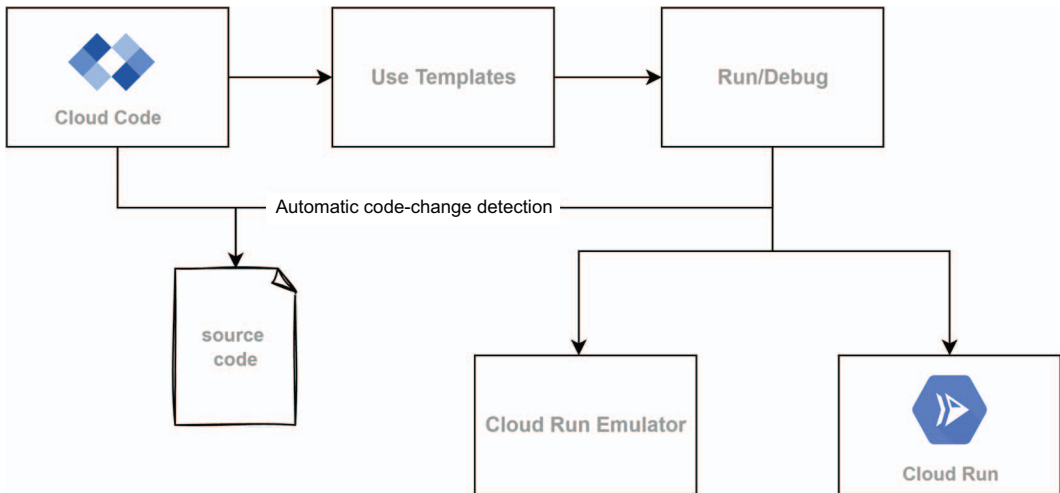 Cloud Code
Use Templates
Run/Debug
Automatic code-change detection
source
code
Cloud Run Emulator
Cloud Run